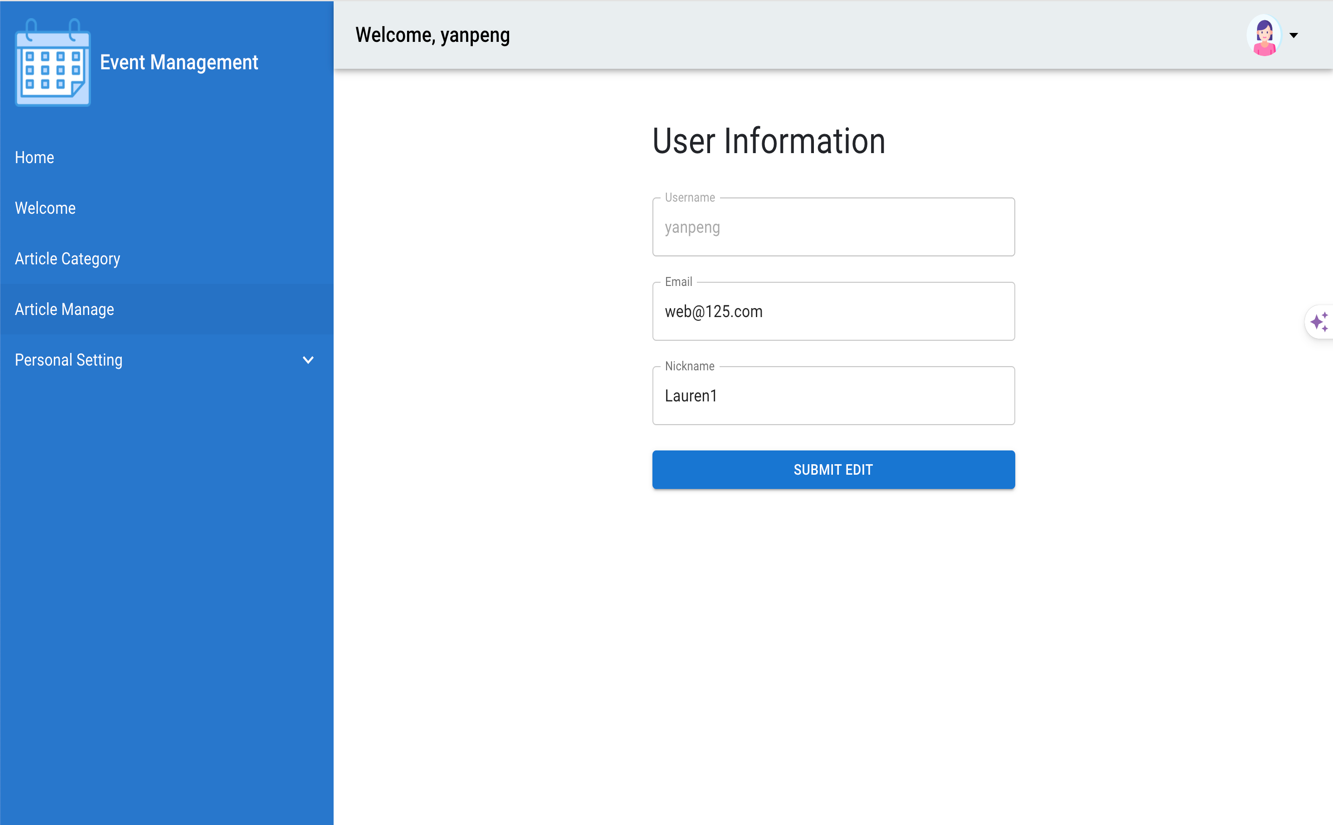 Event Management
Home
Welcome
Article Category
Article Manage
Personal Setting
Welcome, yanpeng
User Information
Username
yanpeng
Email
web@125.com
Nickname
Lauren1
SUBMIT EDIT